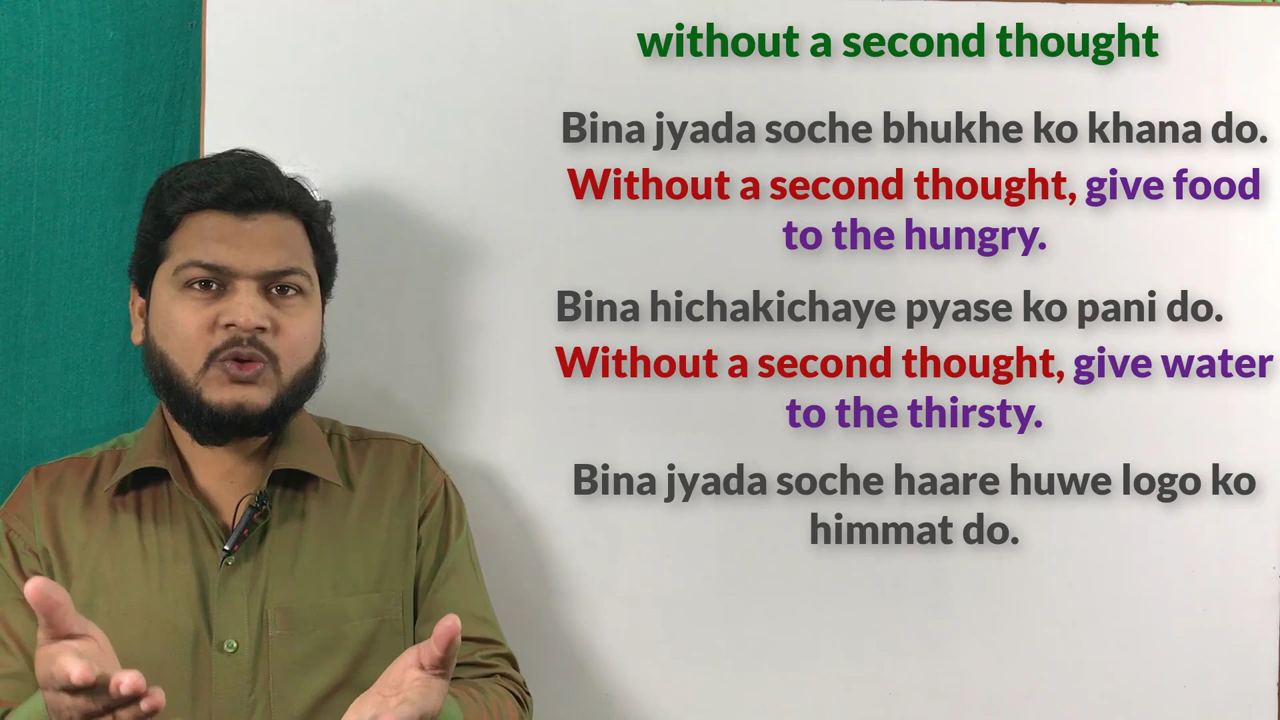 without a second thought
Bina jyada soche bhukhe ko khana do.
Without a second thought, give food
to the hungry.
Bina hichakichaye pyase ko pani do.
Without a second thought, give water
to the thirsty.
Bina jyada soche haare huwe logo ko
himmat do.